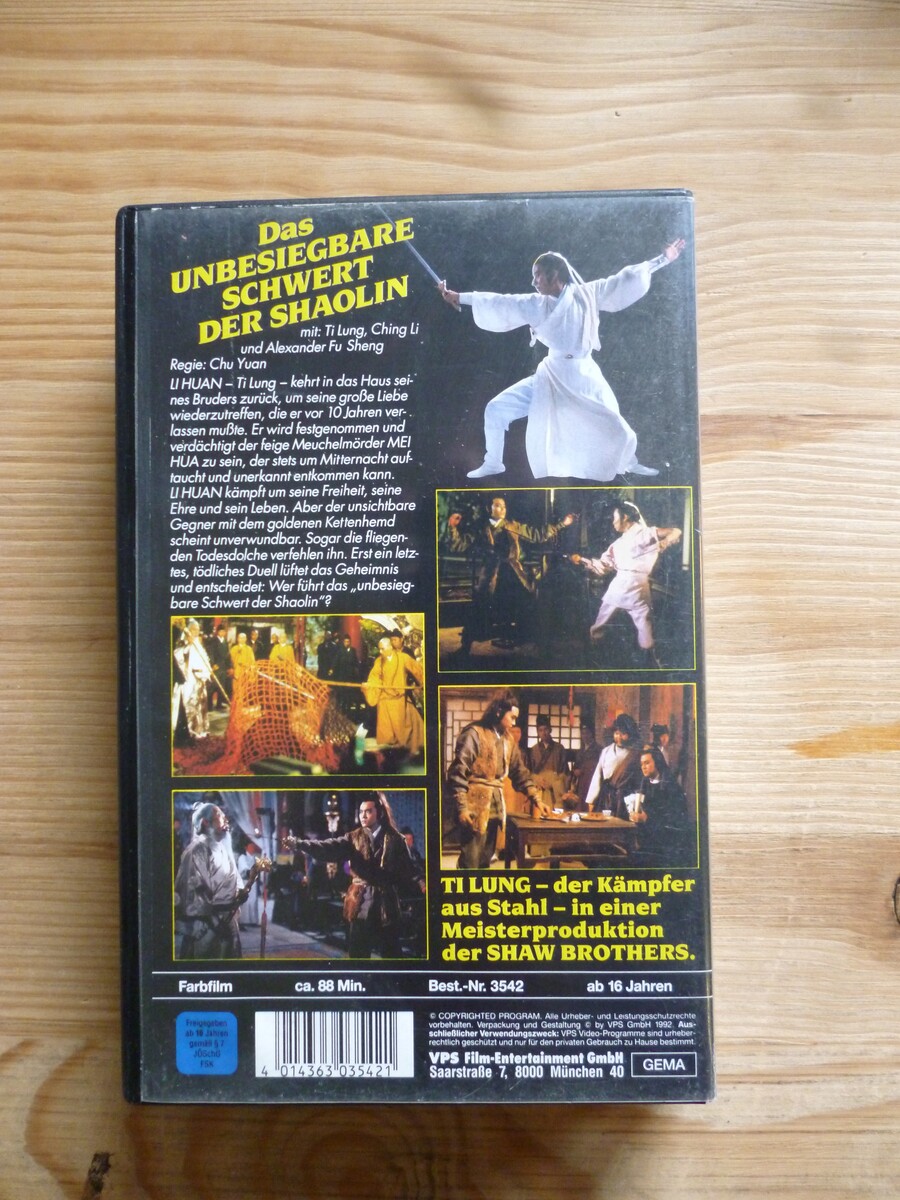 Das
UNBESIEGBARE
SCHWERT
DER SHAOLIN
mit: Ti Lung, Ching Li
und Alexander Fu Sheng
Regie: Chu Yuan
LI HUAN – Ti Lung – kehrt in das Haus sei-
nes Bruders zurück, um seine große Liebe
wiederzutreffen, die er vor 10 Jahren ver-
lassen mußte. Er wird festgenommen und
verdächtigt der feige Meuchelmörder MEI
HUA zu sein, der stets um Mitternacht auf-
taucht und unerkannt entkommen kann.
LI HUAN kämpft um seine Freiheit, seine
Ehre und sein Leben. Aber der unsichtbare
Gegner mit dem goldenen Kettenhemd
scheint unverwundbar. Sogar die fliegen-
den Todesdolche verfehlen ihn. Erst ein letz-
tes, tödliches Duell lüftet das Geheimnis
und entscheidet: Wer führt das „unbesieg-
bare Schwert der Shaolin“?
TI LUNG – der Kämpfer
aus Stahl – in einer
Meisterproduktion
der SHAW BROTHERS.
Farbfilm ca. 88 Min. Best.-Nr. 3542 ab 16 Jahren
Freigegeben
ab 16 Jahren
gemäß § 7
JÖSchG
FSK
4 014363 035421
© COPYRIGHTED PROGRAM. Alle Urheber- und Leistungsschutzrechte
vorbehalten. Verpackung und Gestaltung © by VPS GmbH 1992. Aus-
schließlicher Verwendungszweck: VPS Video-Programme sind urheber-
rechtlich geschützt und nur für den privaten Gebrauch zu Hause bestimmt.
VPS Film-Entertainment GmbH
Saarstraße 7, 8000 München 40
GEMA